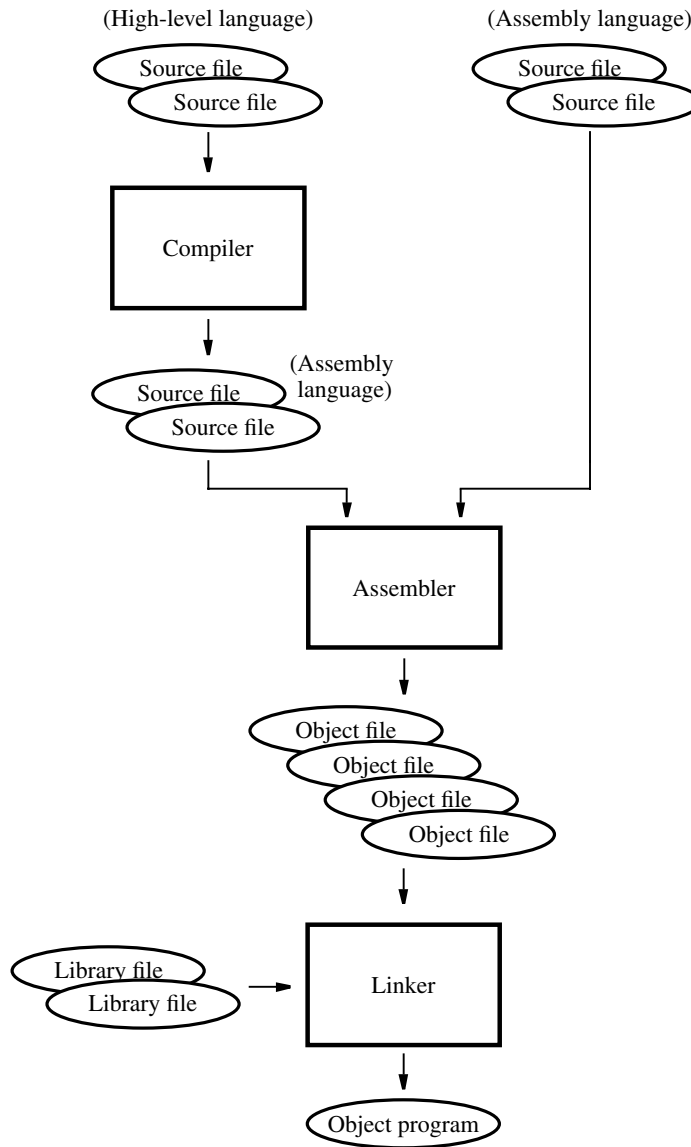 (High-level language)
(Assembly language)
Source file
Source file
Source file
Source file
Compiler
(Assembly
language)
Source file
Source file
Assembler
Object file
Object file
Object file
Object file
Library file
Library file
Linker
Object program